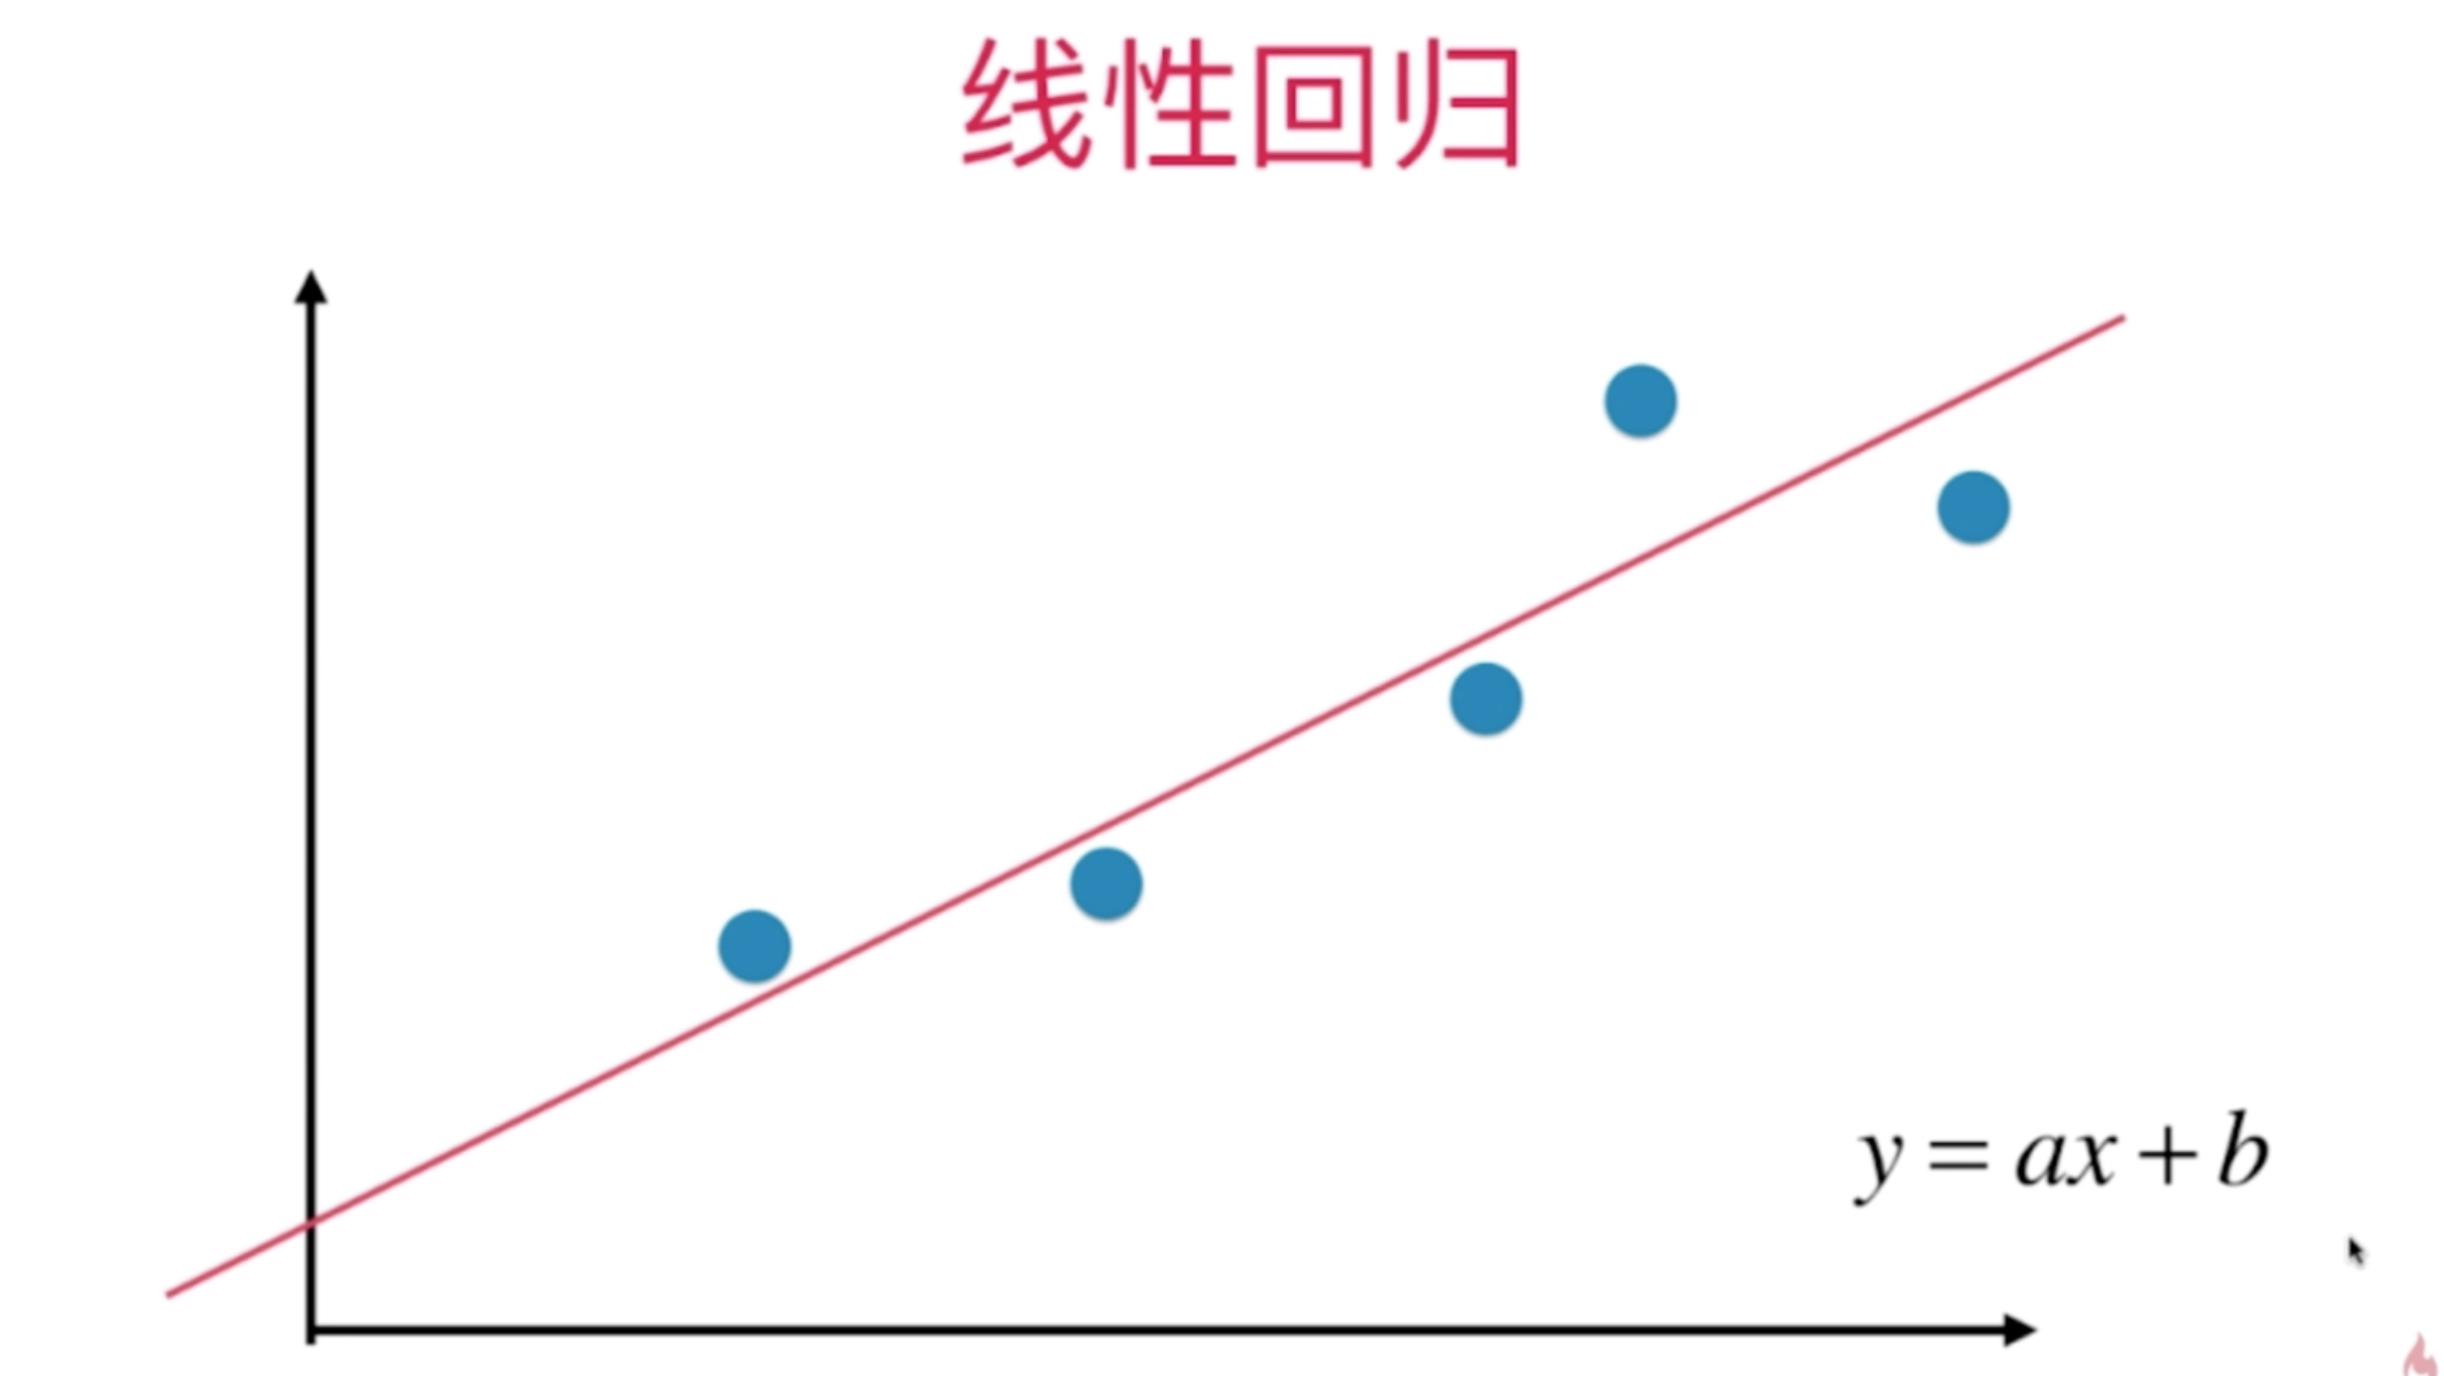 线性回归
y = ax + b